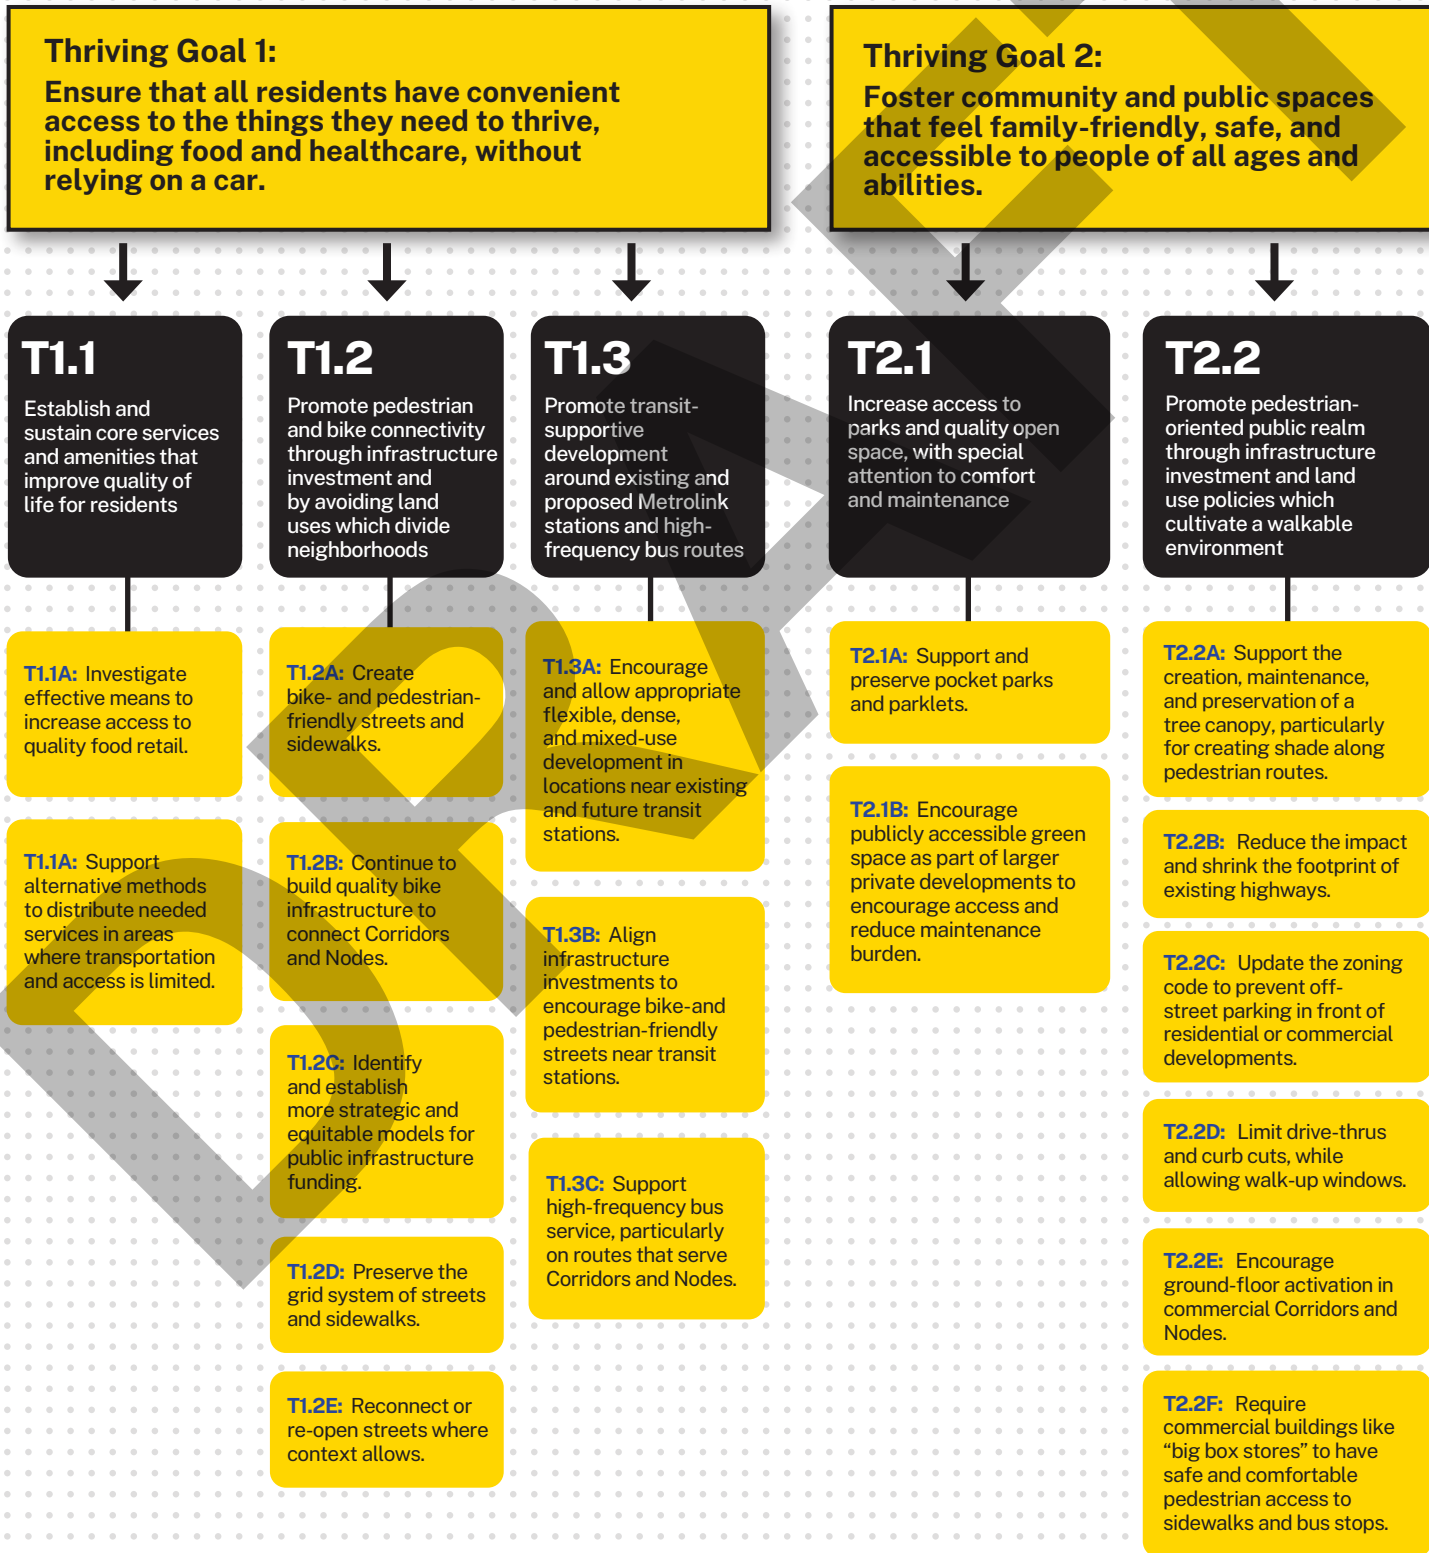 Thriving Goal 1:
Ensure that all residents have convenient
access to the things they need to thrive,
including food and healthcare, without
relying on a car.
Thriving Goal 2:
Foster community and public spaces
that feel family-friendly, safe, and
accessible to people of all ages and
abilities.
T1.1
Establish and
sustain core services
and amenities that
improve quality of
life for residents
T1.2
Promote pedestrian
and bike connectivity
through infrastructure
investment and
by avoiding land
uses which divide
neighborhoods
T1.3
Promote transit-
supportive
development
around existing and
proposed Metrolink
stations and high-
frequency bus routes
T2.1
Increase access to
parks and quality open
space, with special
attention to comfort
and maintenance
T2.2
Promote pedestrian-
oriented public realm
through infrastructure
investment and land
use policies which
cultivate a walkable
environment
T1.1A: Investigate
effective means to
increase access to
quality food retail.
T1.1A: Support
alternative methods
to distribute needed
services in areas
where transportation
and access is limited.
T1.2A: Create
bike- and pedestrian-
friendly streets and
sidewalks.
T1.2B: Continue to
build quality bike
infrastructure to
connect Corridors
and Nodes.
T1.2C: Identify
and establish
more strategic and
equitable models for
public infrastructure
funding.
T1.2D: Preserve the
grid system of streets
and sidewalks.
T1.2E: Reconnect or
re-open streets where
context allows.
T1.3A: Encourage
and allow appropriate
flexible, dense,
and mixed-use
development in
locations near existing
and future transit
stations.
T1.3B: Align
infrastructure
investments to
encourage bike-and
pedestrian-friendly
streets near transit
stations.
T1.3C: Support
high-frequency bus
service, particularly
on routes that serve
Corridors and Nodes.
T2.1A: Support and
preserve pocket parks
and parklets.
T2.1B: Encourage
publicly accessible green
space as part of larger
private developments to
encourage access and
reduce maintenance
burden.
T2.2A: Support the
creation, maintenance,
and preservation of a
tree canopy, particularly
for creating shade along
pedestrian routes.
T2.2B: Reduce the impact
and shrink the footprint of
existing highways.
T2.2C: Update the zoning
code to prevent off-
street parking in front of
residential or commercial
developments.
T2.2D: Limit drive-thrus
and curb cuts, while
allowing walk-up windows.
T2.2E: Encourage
ground-floor activation in
commercial Corridors and
Nodes.
T2.2F: Require
commercial buildings like
“big box stores” to have
safe and comfortable
pedestrian access to
sidewalks and bus stops.
DRAFT